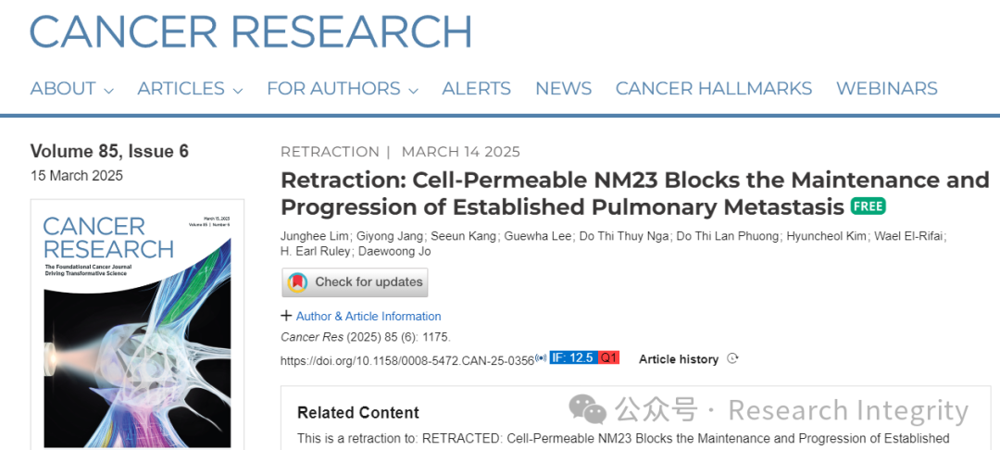 CANCER RESEARCH
ABOUT ARTICLES FOR AUTHORS ALERTS NEWS CANCER HALLMARKS WEBINARS
Volume 85, Issue 6
15 March 2025
March 15, 2025
Volume 85 | Number 6
CANCER
RESEARCH
The Foundational Cancer Journal
Driving Transformative Science
RETRACTION | MARCH 14 2025
Retraction: Cell-Permeable NM23 Blocks the Maintenance and
Progression of Established Pulmonary Metastasis FREE
Junghee Lim; Giyong Jang; Seeun Kang; Guewha Lee; Do Thi Thuy Nga; Do Thi Lan Phuong; Hyuncheol Kim; Wael El-Rifai;
H. Earl Ruley; Daewoong Jo
Check for updates
+ Author & Article Information
Cancer Res (2025) 85 (6): 1175.
https://doi.org/10.1158/0008-5472.CAN-25-0356 IF: 12.5 Q1 Article history
Related Content
This is a retraction to: RETRACTED: Cell-Permeable NM23 Blocks the Maintenance and Progression of Established
公众号 · Research Integrity